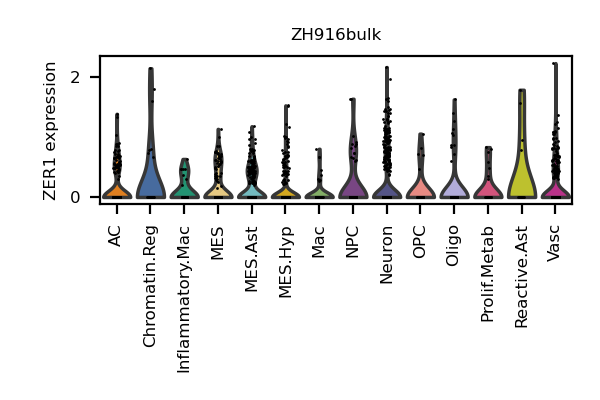 ZH916bulk
ZER1 expression
2
0
AC
Chromatin.Reg
Inflammatory.Mac
MES
MES.Ast
MES.Hyp
Mac
NPC
Neuron
OPC
Oligo
Prolif.Metab
Reactive.Ast
Vasc